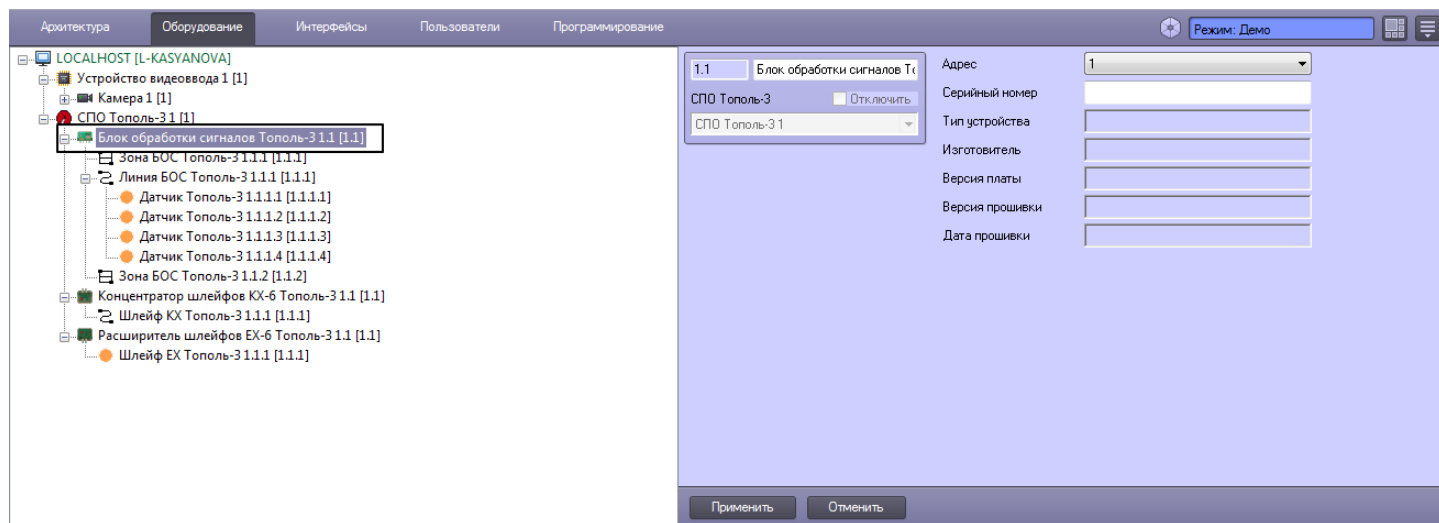 Архитектура Оборудование Интерфейсы Пользователи Программирование Режим: Демо
LOCALHOST [L-KASYANOVA]
Устройство видеоввода 1 [1]
Камера 1 [1]
СПО Тополь-3 1 [1]
Блок обработки сигналов Тополь-3 1.1 [1.1]
Зона БОС Тополь-3 1.1.1 [1.1.1]
Линия БОС Тополь-3 1.1.1 [1.1.1]
Датчик Тополь-3 1.1.1.1 [1.1.1.1]
Датчик Тополь-3 1.1.1.2 [1.1.1.2]
Датчик Тополь-3 1.1.1.3 [1.1.1.3]
Датчик Тополь-3 1.1.1.4 [1.1.1.4]
Зона БОС Тополь-3 1.1.2 [1.1.2]
Концентратор шлейфов КХ-6 Тополь-3 1.1 [1.1]
Шлейф КХ Тополь-3 1.1.1 [1.1.1]
Расширитель шлейфов ЕХ-6 Тополь-3 1.1 [1.1]
Шлейф ЕХ Тополь-3 1.1.1 [1.1.1]
1.1 Блок обработки сигналов То
СПО Тополь-3 Отключить
СПО Тополь-3 1
Адрес 1
Серийный номер
Тип устройства
Изготовитель
Версия платы
Версия прошивки
Дата прошивки
Применить Отменить